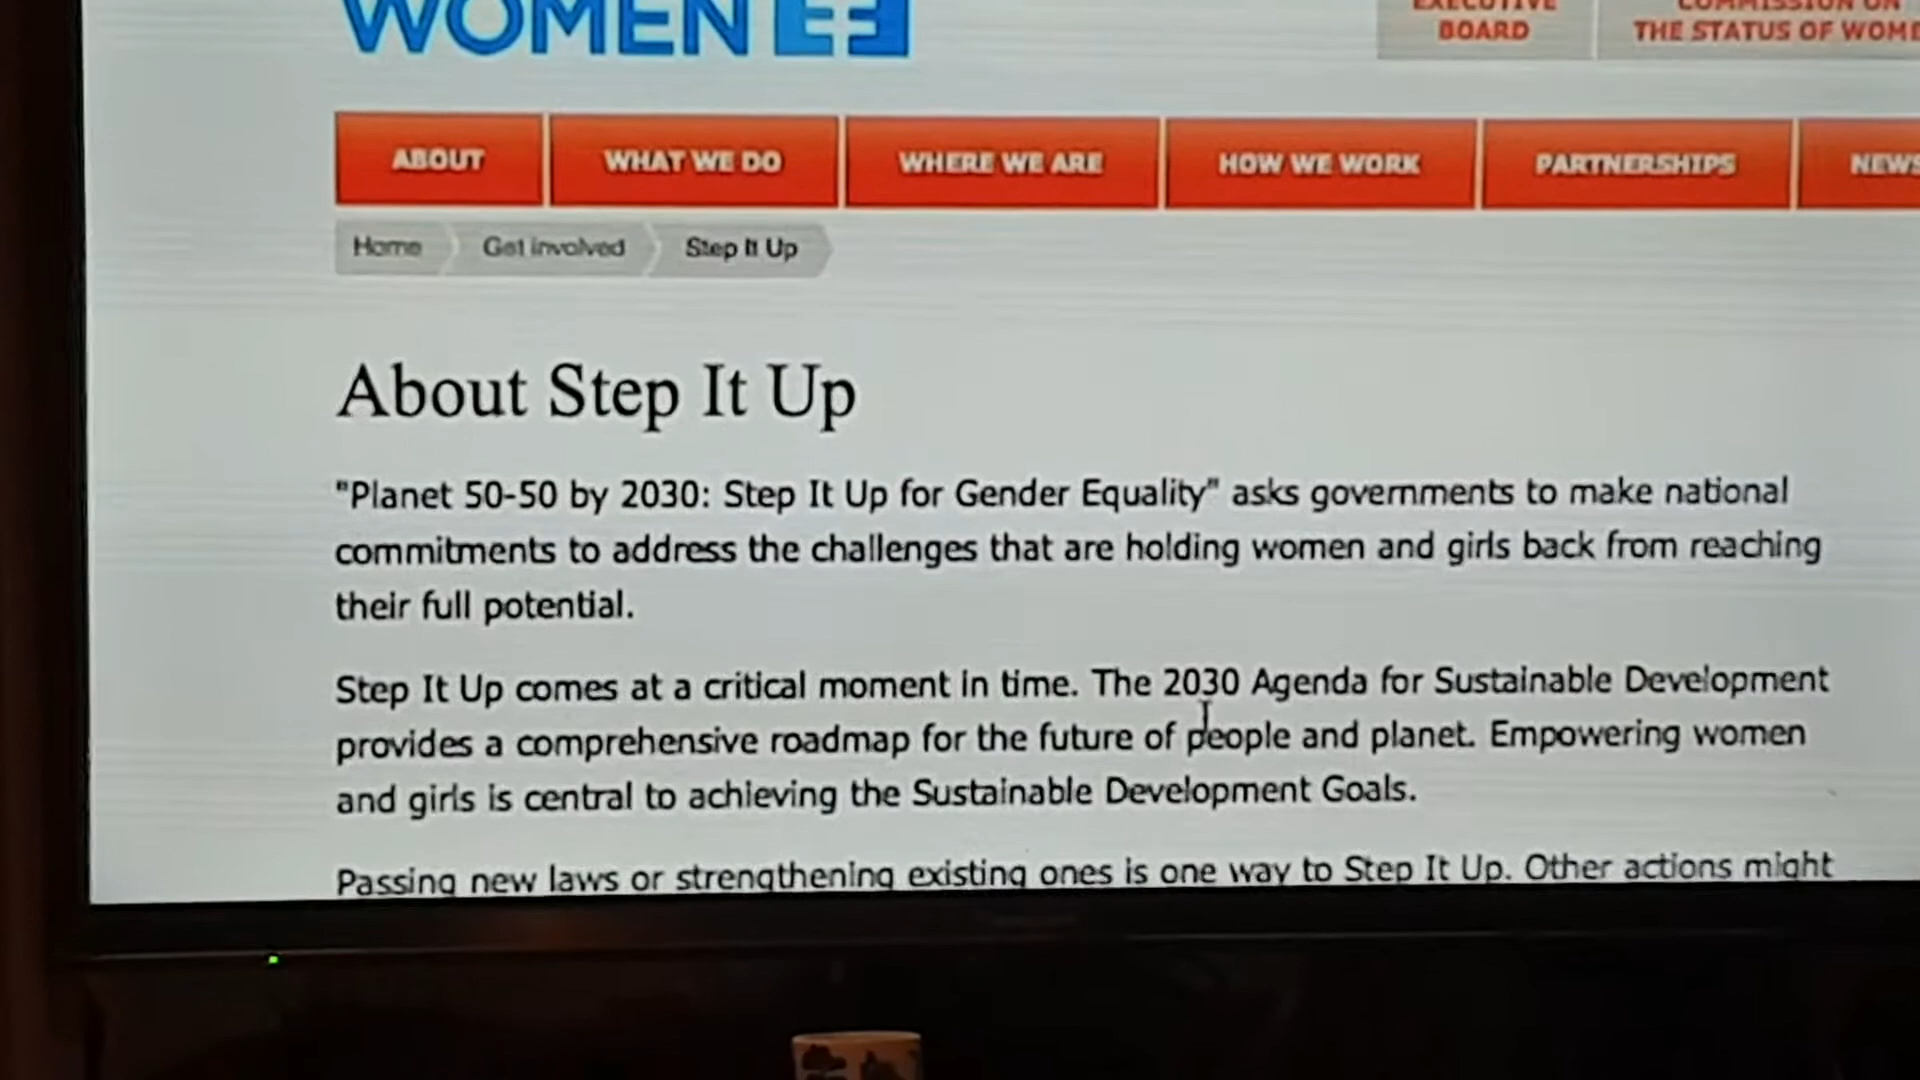 WOMEN
EXECUTIVE
BOARD
COMMISSION ON
THE STATUS OF WOME
ABOUT
WHAT WE DO
WHERE WE ARE
HOW WE WORK
PARTNERSHIPS
NEWS
Home
Get involved
Step It Up
About Step It Up
"Planet 50-50 by 2030: Step It Up for Gender Equality" asks governments to make national
commitments to address the challenges that are holding women and girls back from reaching
their full potential.
Step It Up comes at a critical moment in time. The 2030 Agenda for Sustainable Development
provides a comprehensive roadmap for the future of people and planet. Empowering women
and girls is central to achieving the Sustainable Development Goals.
Passing new laws or strengthening existing ones is one way to Step It Up. Other actions might